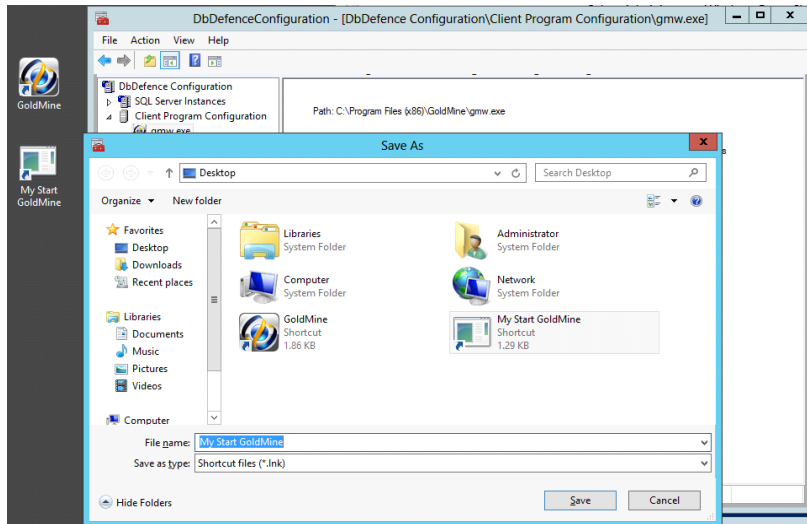 DbDefenceConfiguration - [DbDefence Configuration\Client Program Configuration\gmw.exe]
File Action View Help
GoldMine
My Start
GoldMine
DbDefence Configuration
SQL Server Instances
Client Program Configuration
gmw.exe
Path: C:\Program Files (x86)\GoldMine\gmw.exe
Save As
Desktop
Search Desktop
Organize
New folder
Favorites
Desktop
Downloads
Recent places
Libraries
Documents
Music
Pictures
Videos
Computer
Libraries
System Folder
Administrator
System Folder
Computer
System Folder
Network
System Folder
GoldMine
Shortcut
1.86 KB
My Start GoldMine
Shortcut
1.29 KB
File name: My Start GoldMine
Save as type: Shortcut files (*.lnk)
Hide Folders
Save
Cancel